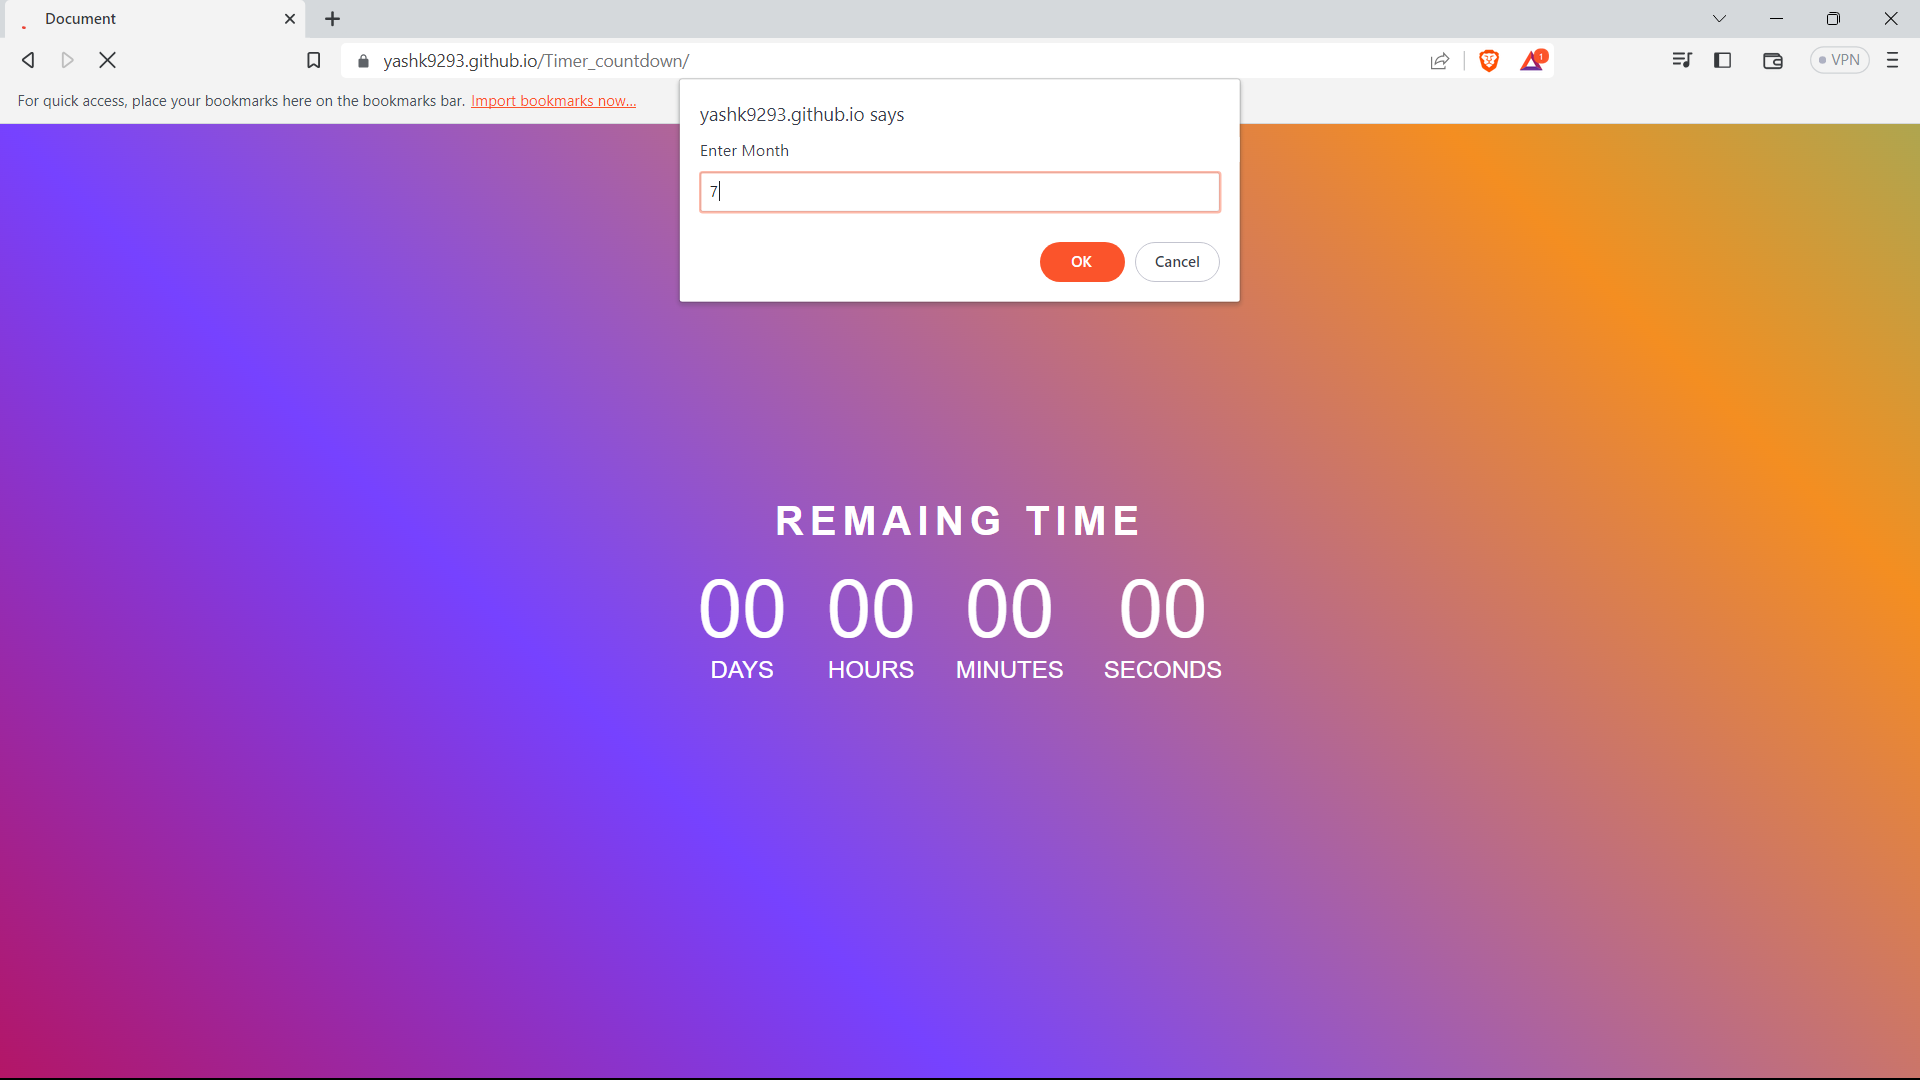 Document
yashk9293.github.io/Timer_countdown/
1
VPN
For quick access, place your bookmarks here on the bookmarks bar. Import bookmarks now...
yashk9293.github.io says
Enter Month
7
OK Cancel
REMAING TIME
00 00 00 00
DAYS HOURS MINUTES SECONDS